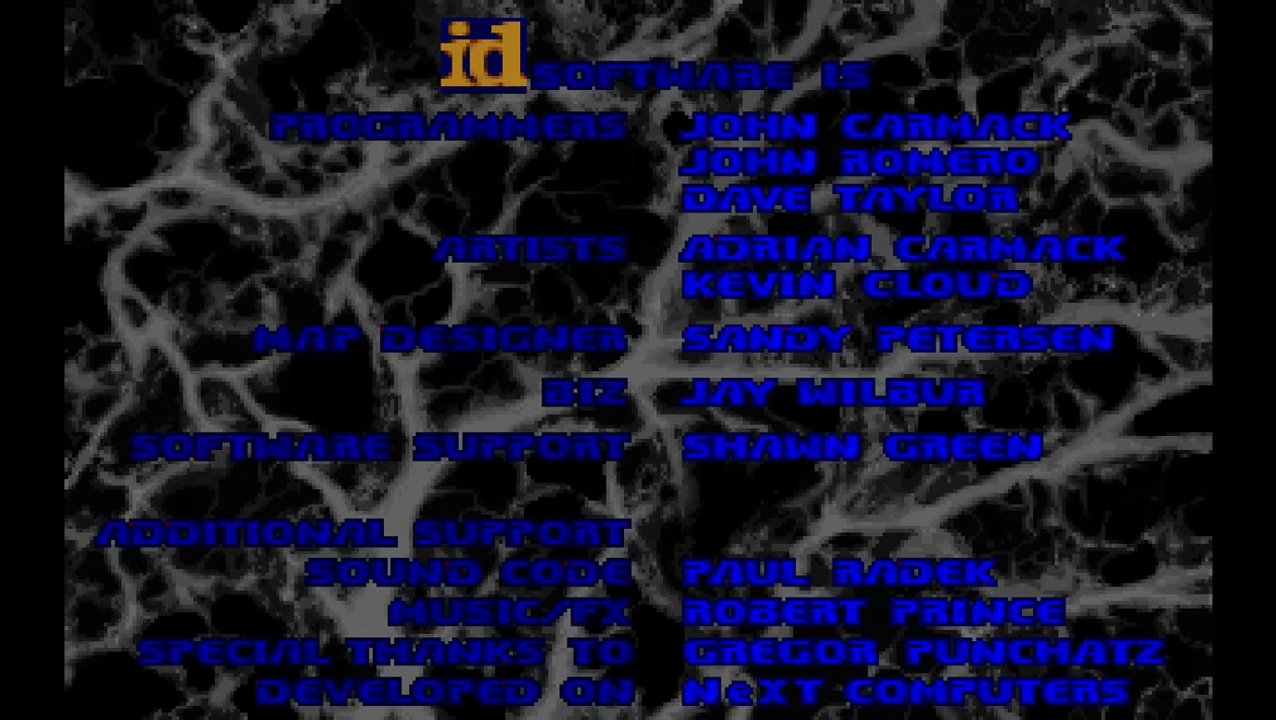 id SOFTWARE IS
PROGRAMMERS JOHN CARMACK
JOHN ROMERO
DAVE TAYLOR
ARTISTS ADRIAN CARMACK
KEVIN CLOUD
MAP DESIGNER SANDY PETERSEN
BIZ JAY WILBUR
SOFTWARE SUPPORT SHAWN GREEN
ADDITIONAL SUPPORT
SOUND CODE PAUL RADEK
MUSIC/FX ROBERT PRINCE
SPECIAL THANKS TO GREGOR PUNCHATZ
DEVELOPED ON NeXT COMPUTERS